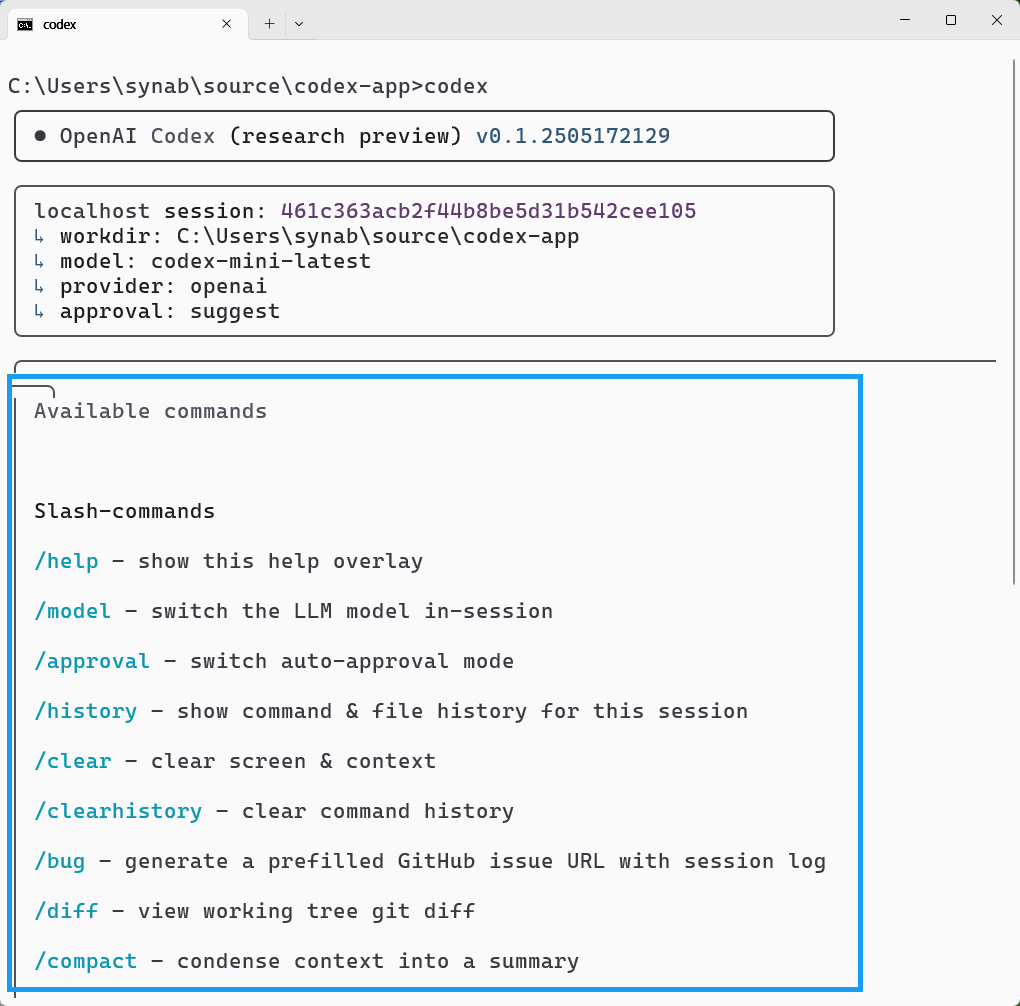 codex
C:\Users\synab\source\codex-app>codex
● OpenAI Codex (research preview) v0.1.2505172129
localhost session: 461c363acb2f44b8be5d31b542cee105
↳ workdir: C:\Users\synab\source\codex-app
↳ model: codex-mini-latest
↳ provider: openai
↳ approval: suggest
Available commands
Slash-commands
/help – show this help overlay
/model – switch the LLM model in-session
/approval – switch auto-approval mode
/history – show command & file history for this session
/clear – clear screen & context
/clearhistory – clear command history
/bug – generate a prefilled GitHub issue URL with session log
/diff – view working tree git diff
/compact – condense context into a summary